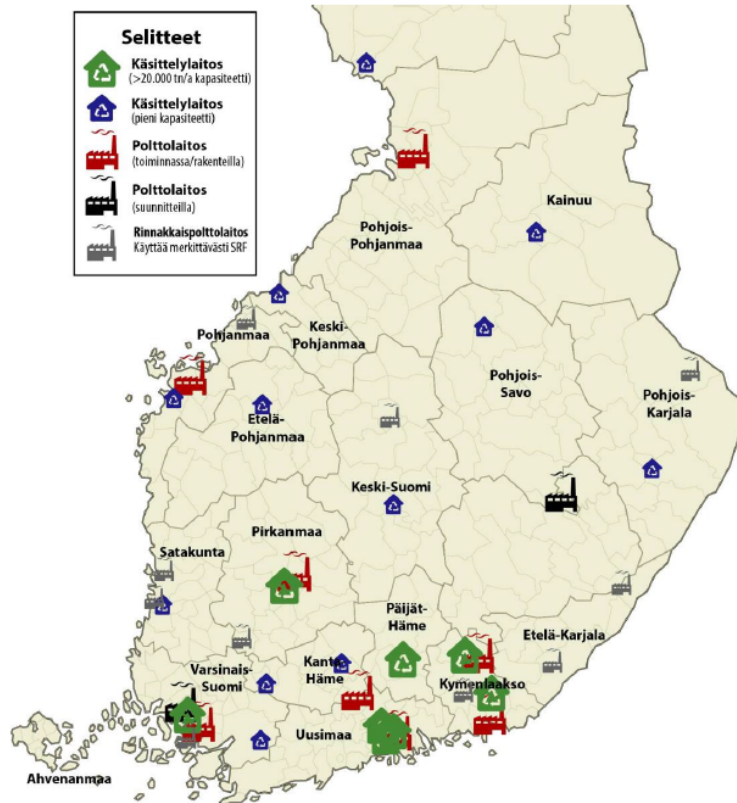 Selitteet
Käsittelylaitos
(>20.000 tn/a kapasiteetti)
Käsittelylaitos
(pieni kapasiteetti)
Polttolaitos
(toiminnassa/rakenteilla)
Polttolaitos
(suunnitteilla)
Rinnakkaispolttolaitos
Käyttää merkittävästi SRF
Kainuu
Pohjois-
Pohjanmaa
Pohjanmaa
Keski-
Pohjanmaa
Pohjois-
Savo
Pohjois-
Karjala
Etelä-
Pohjanmaa
Keski-Suomi
Pirkanmaa
Satakunta
Päijät-
Häme
Etelä-Karjala
Varsinais-
Suomi
Kanta-
Häme
Kymenlaakso
Uusimaa
Ahvenanmaa